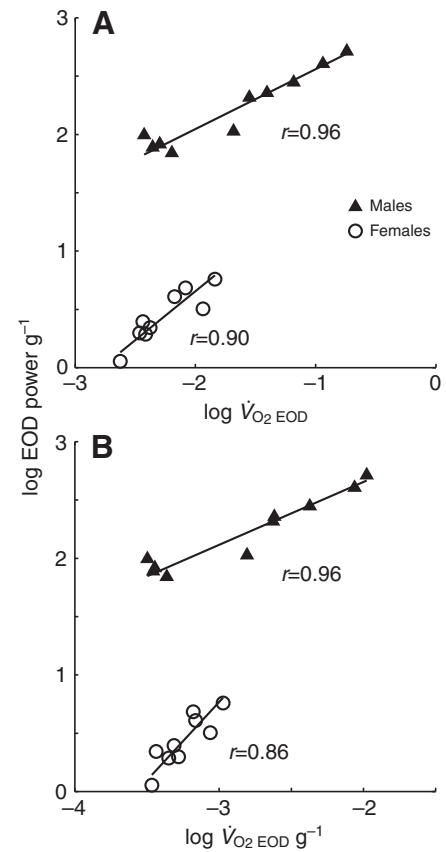 A
3
2
1
0
r=0.96
▲ Males
○ Females
r=0.90
−3 −2 −1 0
log V̇O2 EOD
log EOD power g−1
B
3
2
1
0
r=0.96
r=0.86
−4 −3 −2
log V̇O2 EOD g−1